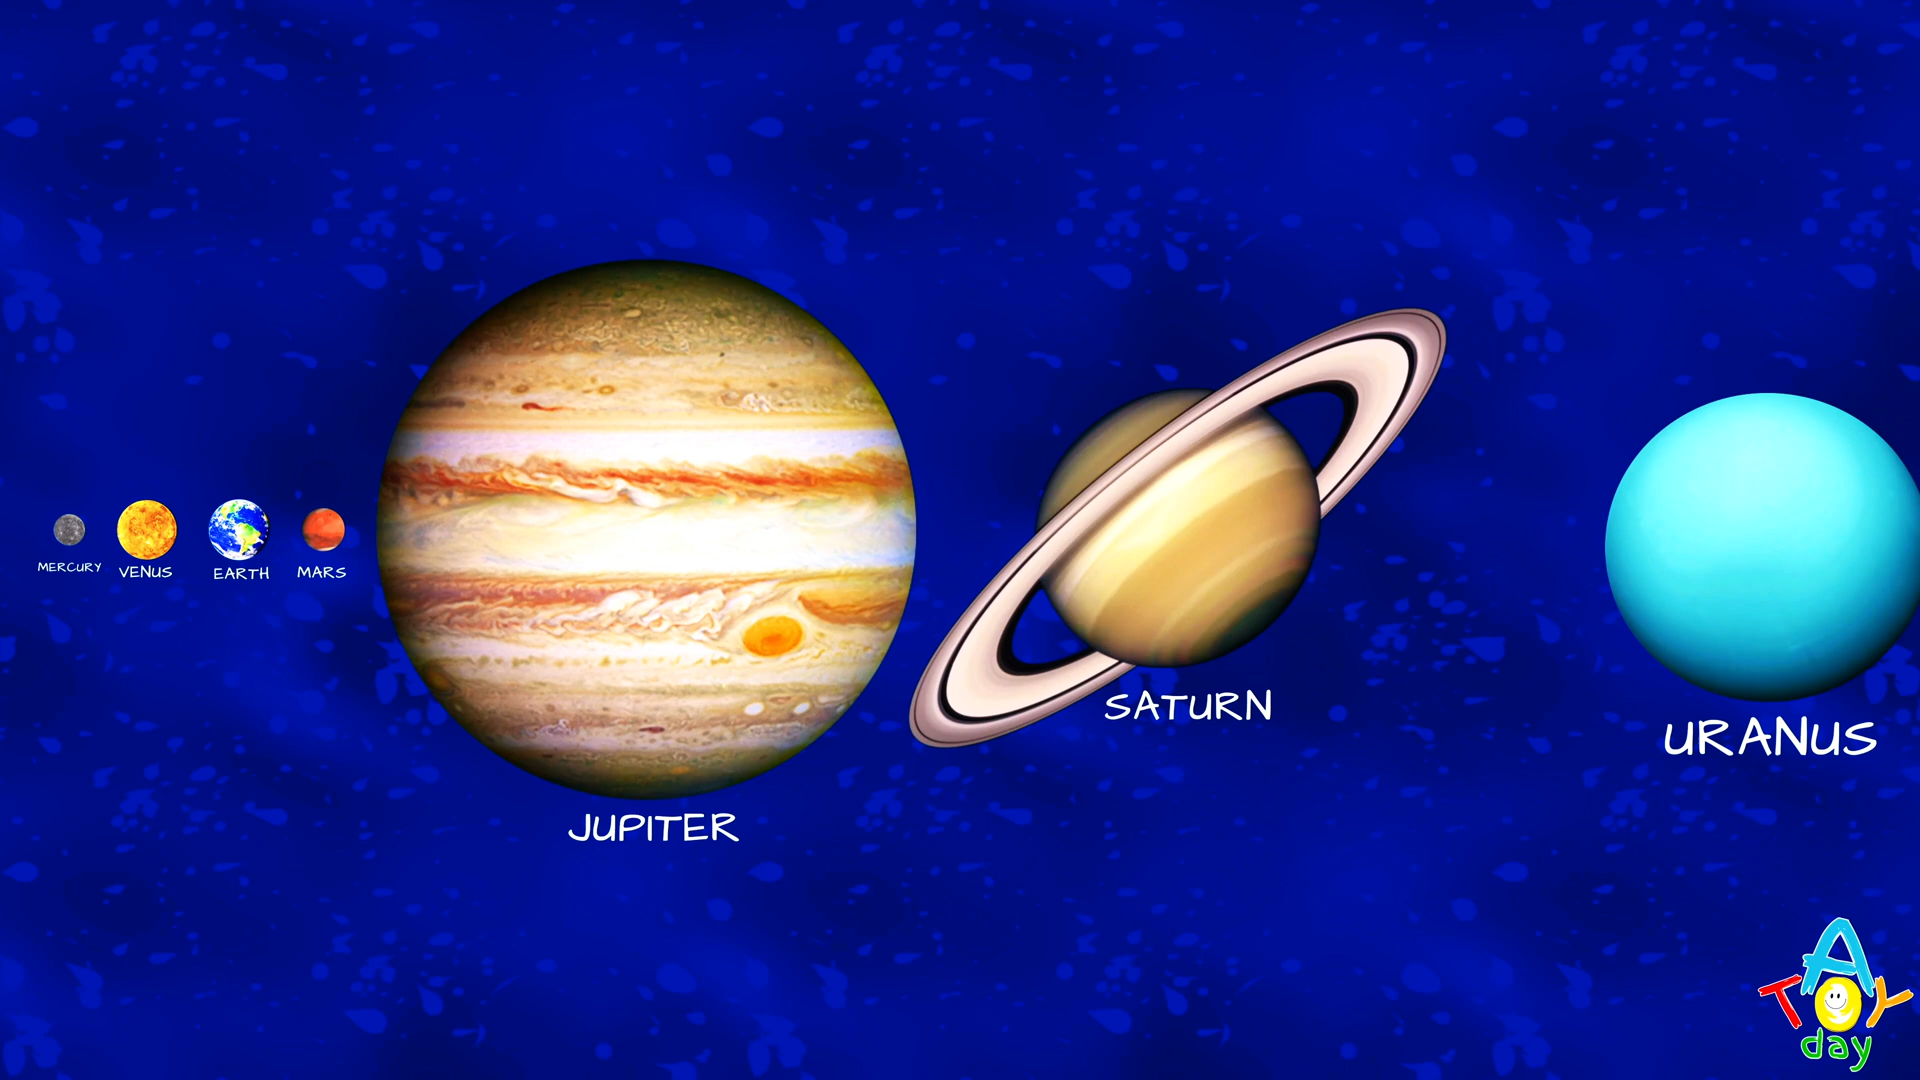 MERCURY
VENUS
EARTH
MARS
JUPITER
SATURN
URANUS
A
TOY
day